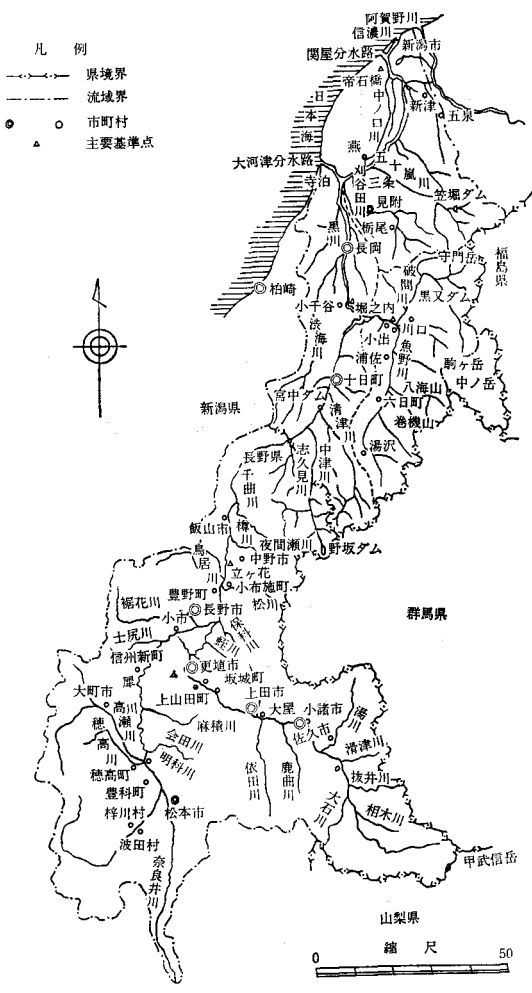 凡 例
県境界
流域界
市町村
主要基準点
阿賀野川
信濃川
関屋分水路
新潟市
帝石橋
中ノ口川
新津
五泉
日本海
燕
五十嵐川
大河津分水路
寺泊
刈谷田川
三条
笠堀ダム
見附
栃尾
黒川
長岡
守門岳
福島県
破間川
黒又ダム
柏崎
小千谷
堀之内
川口
小出
渋海川
浦佐
魚野川
駒ヶ岳
中ノ岳
八海山
十日町
六日町
宮中ダム
清津川
巻機山
新潟県
湯沢
長野県
志久見川
中津川
千曲川
飯山市
樽川
夜間瀬川
野坂ダム
鳥居川
中野市
立ヶ花
豊野町
小布施町
松川
裾花川
長野市
保科川
群馬県
小市
土尻川
蛭川
信州新町
更埴市
犀川
坂城町
大町市
上山田町
上田市
高瀬川
大屋
小諸市
湯川
麻績川
佐久市
滑津川
穂高川
会田川
明科川
依田川
鹿曲川
抜井川
穂高町
大石川
相木川
豊科町
梓川村
松本市
波田村
甲武信岳
奈良井川
山梨県
縮 尺
0 50